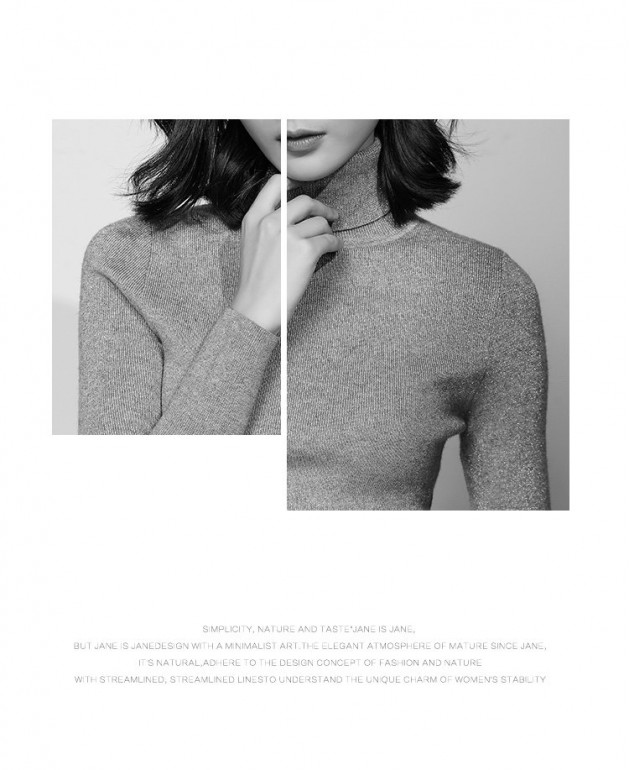 SIMPLICITY, NATURE AND TASTE"JANE IS JANE,
BUT JANE IS JANEDESIGN WITH A MINIMALIST ART.THE ELEGANT ATMOSPHERE OF MATURE SINCE JANE,
IT'S NATURAL,ADHERE TO THE DESIGN CONCEPT OF FASHION AND NATURE
WITH STREAMLINED, STREAMLINED LINESTO UNDERSTAND THE UNIQUE CHARM OF WOMEN'S STABILITY